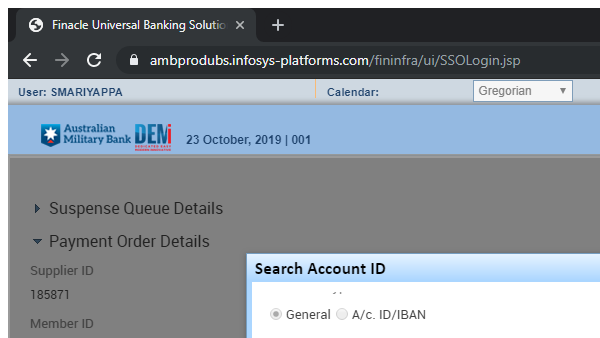 Finacle Universal Banking Solutio
ambprodubs.infosys-platforms.com/fininfra/ui/SSOLogin.jsp
User: SMARIYAPPA
Calendar:
Gregorian
Australian
Military Bank
DEMi
23 October, 2019 | 001
Suspense Queue Details
Payment Order Details
Supplier ID
185871
Member ID
Search Account ID
General
A/c. ID/IBAN